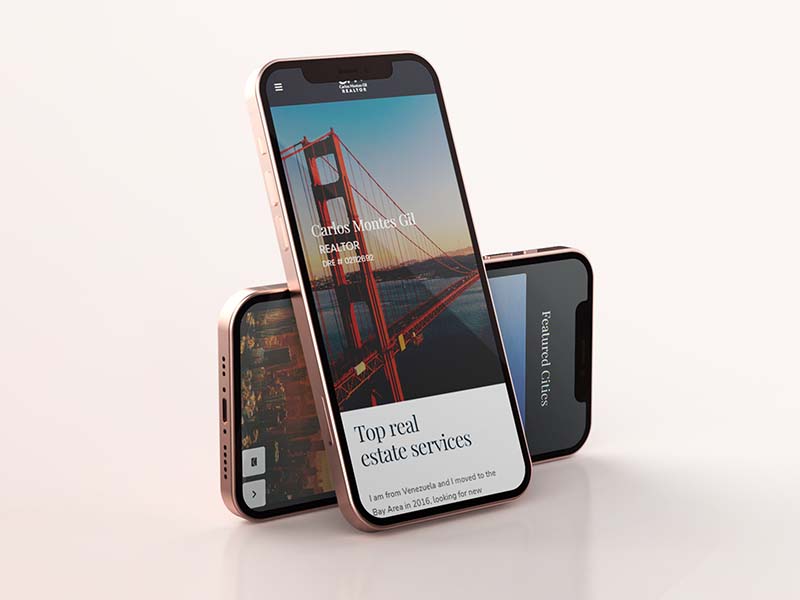 Carlos Montes Gil
REALTOR
Carlos Montes Gil
REALTOR
DRE # 02112692
Top real
estate services
I am from Venezuela and I moved to the
Bay Area in 2016, looking for new
Featured Cities